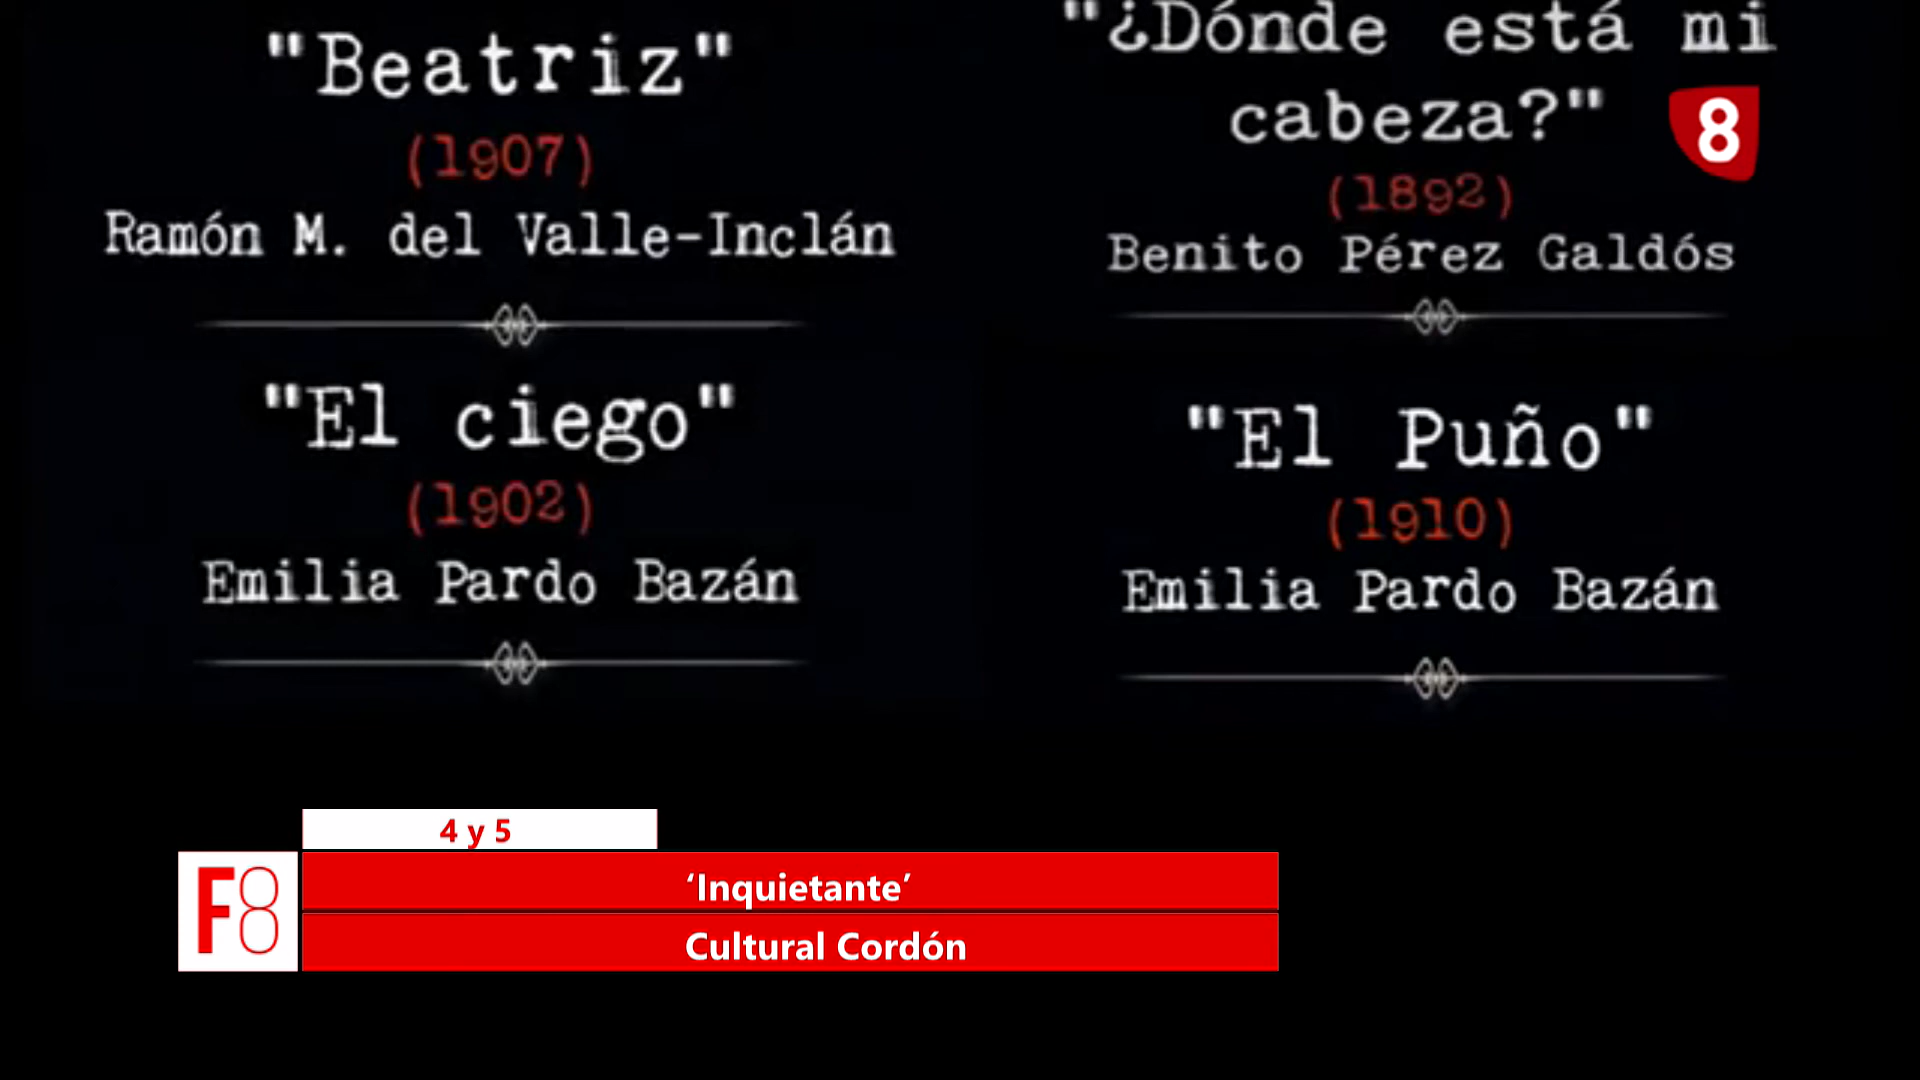 "Beatriz"
(1907)
Ramón M. del Valle-Inclán
"El ciego"
(1902)
Emilia Pardo Bazán
"¿Dónde está mi
cabeza?"
(1892)
Benito Pérez Galdós
"El Puño"
(1910)
Emilia Pardo Bazán
8
4 y 5
F8
‘Inquietante’
Cultural Cordón